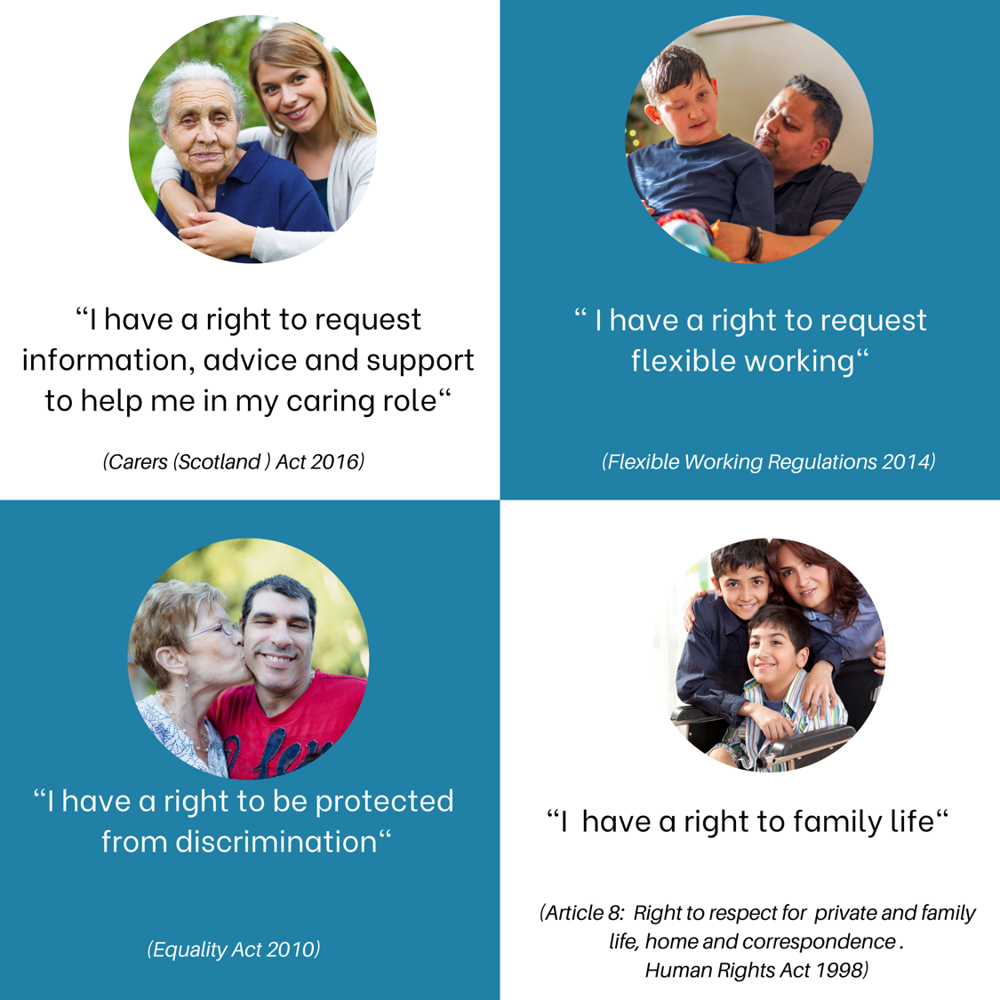 “I have a right to request
information, advice and support
to help me in my caring role“
(Carers (Scotland ) Act 2016)
“ I have a right to request
flexible working“
(Flexible Working Regulations 2014)
“I have a right to be protected
from discrimination“
(Equality Act 2010)
“I  have a right to family life“
(Article 8:  Right to respect for  private and family
life, home and correspondence .
Human Rights Act 1998)